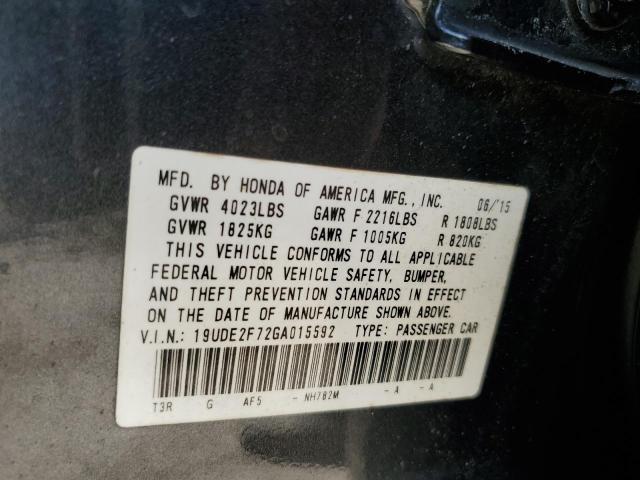 MFD. BY HONDA OF AMERICA MFG., INC. 06/'15
GVWR 4023LBS GAWR F 2216LBS R 1808LBS
GVWR 1825KG GAWR F 1005KG R 820KG
THIS VEHICLE CONFORMS TO ALL APPLICABLE
FEDERAL MOTOR VEHICLE SAFETY, BUMPER,
AND THEFT PREVENTION STANDARDS IN EFFECT
ON THE DATE OF MANUFACTURE SHOWN ABOVE.
V.I.N.: 19UDE2F72GA015592 TYPE: PASSENGER CAR
T3R G AF5 - NH782M - A - A